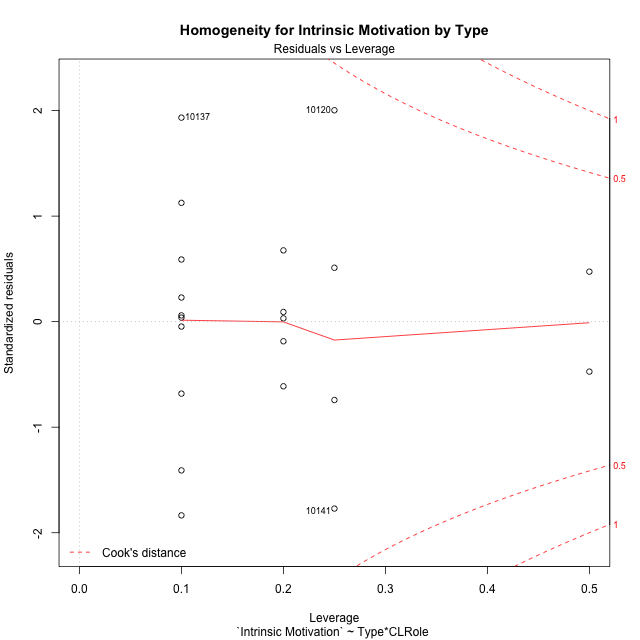 Homogeneity for Intrinsic Motivation by Type
Residuals vs Leverage
Standardized residuals
2
1
0
-1
-2
10137
10120
10141
1
0.5
0.5
1
Cook's distance
0.0 0.1 0.2 0.3 0.4 0.5
Leverage
`Intrinsic Motivation` ~ Type*CLRole